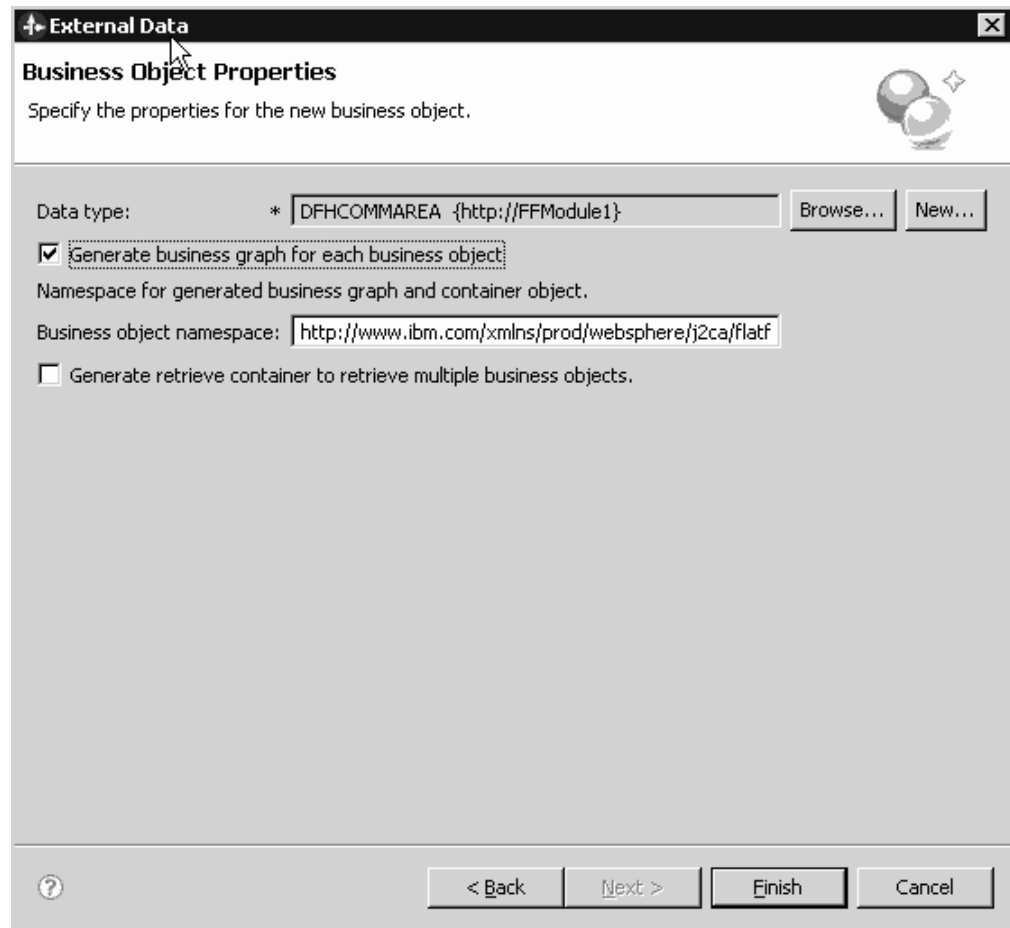 External Data
Business Object Properties
Specify the properties for the new business object.
Data type: * DFHCOMMAREA {http://FFModule1} Browse... New...
Generate business graph for each business object
Namespace for generated business graph and container object.
Business object namespace: http://www.ibm.com/xmlns/prod/websphere/j2ca/flatf
Generate retrieve container to retrieve multiple business objects.
? < Back Next > Finish Cancel